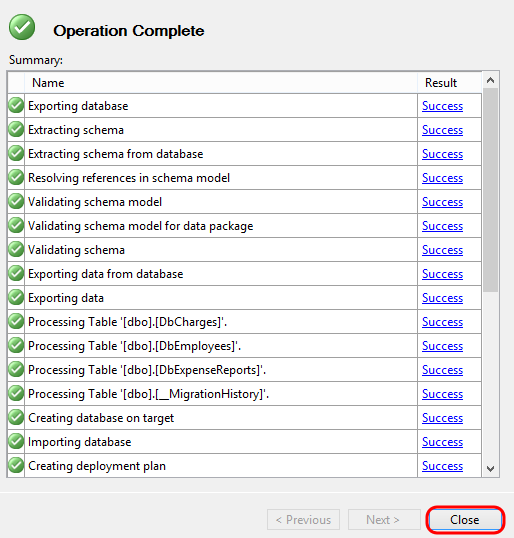 Operation Complete
Summary:
Name Result
Exporting database Success
Extracting schema Success
Extracting schema from database Success
Resolving references in schema model Success
Validating schema model Success
Validating schema model for data package Success
Validating schema Success
Exporting data from database Success
Exporting data Success
Processing Table '[dbo].[DbCharges]'. Success
Processing Table '[dbo].[DbEmployees]'. Success
Processing Table '[dbo].[DbExpenseReports]'. Success
Processing Table '[dbo].[__MigrationHistory]'. Success
Creating database on target Success
Importing database Success
Creating deployment plan Success
< Previous Next > Close